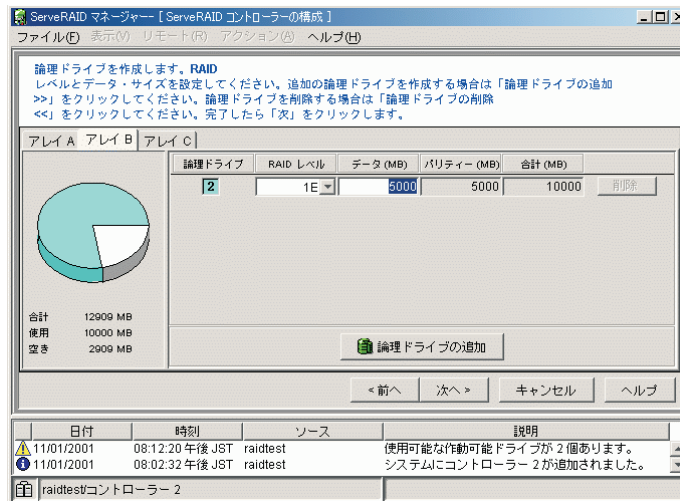 ServeRAID マネージャー- [ ServeRAID コントローラーの構成 ]
ファイル(F) 表示(V) リモート(R) アクション(A) ヘルプ(H)
論理ドライブを作成します。RAID
レベルとデータ・サイズを設定してください。追加の論理ドライブを作成する場合は「論理ドライブの追加
>>」をクリックしてください。論理ドライブを削除する場合は「論理ドライブの削除
<<」をクリックしてください。完了したら「次」をクリックします。
アレイ A アレイ B アレイ C
論理ドライブ RAID レベル データ (MB) パリティー (MB) 合計 (MB)
2 1E 5000 5000 10000 削除
合計 12909 MB
使用 10000 MB
空き 2909 MB
論理ドライブの追加
<前へ 次へ> キャンセル ヘルプ
日付 時刻 ソース 説明
11/01/2001 08:12:20 午後 JST raidtest 使用可能な作動可能ドライブが 2 個あります。
11/01/2001 08:02:32 午後 JST raidtest システムにコントローラー 2 が追加されました。
raidtest/コントローラー 2